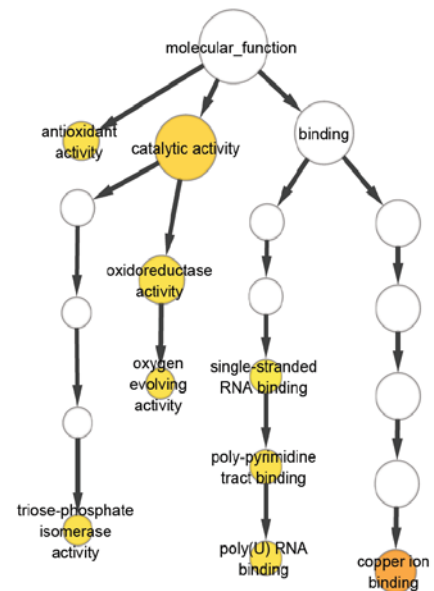 molecular_function
antioxidant
activity
catalytic activity
binding
oxidoreductase
activity
oxygen
evolving
activity
single-stranded
RNA binding
poly-pyrimidine
tract binding
triose-phosphate
isomerase
activity
poly(U) RNA
binding
copper ion
binding